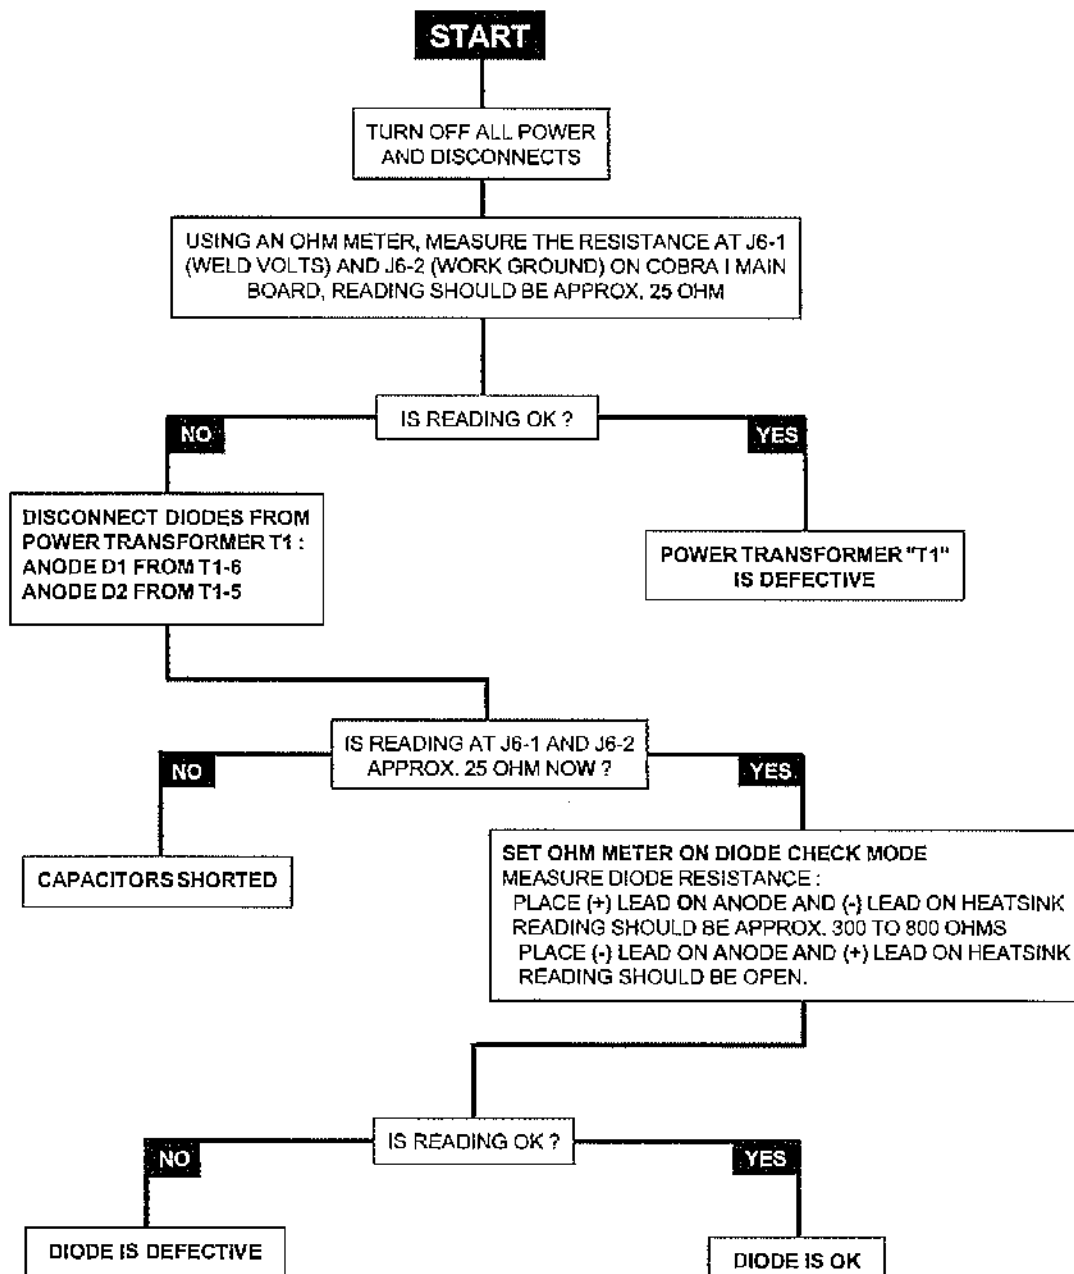 START
TURN OFF ALL POWER
AND DISCONNECTS
USING AN OHM METER, MEASURE THE RESISTANCE AT J6-1
(WELD VOLTS) AND J6-2 (WORK GROUND) ON COBRA I MAIN
BOARD, READING SHOULD BE APPROX. 25 OHM
IS READING OK ?
NO
YES
DISCONNECT DIODES FROM
POWER TRANSFORMER T1 :
ANODE D1 FROM T1-6
ANODE D2 FROM T1-5
POWER TRANSFORMER "T1"
IS DEFECTIVE
IS READING AT J6-1 AND J6-2
APPROX. 25 OHM NOW ?
NO
YES
CAPACITORS SHORTED
SET OHM METER ON DIODE CHECK MODE
MEASURE DIODE RESISTANCE :
PLACE (+) LEAD ON ANODE AND (-) LEAD ON HEATSINK
READING SHOULD BE APPROX. 300 TO 800 OHMS
PLACE (-) LEAD ON ANODE AND (+) LEAD ON HEATSINK
READING SHOULD BE OPEN.
IS READING OK ?
NO
YES
DIODE IS DEFECTIVE
DIODE IS OK